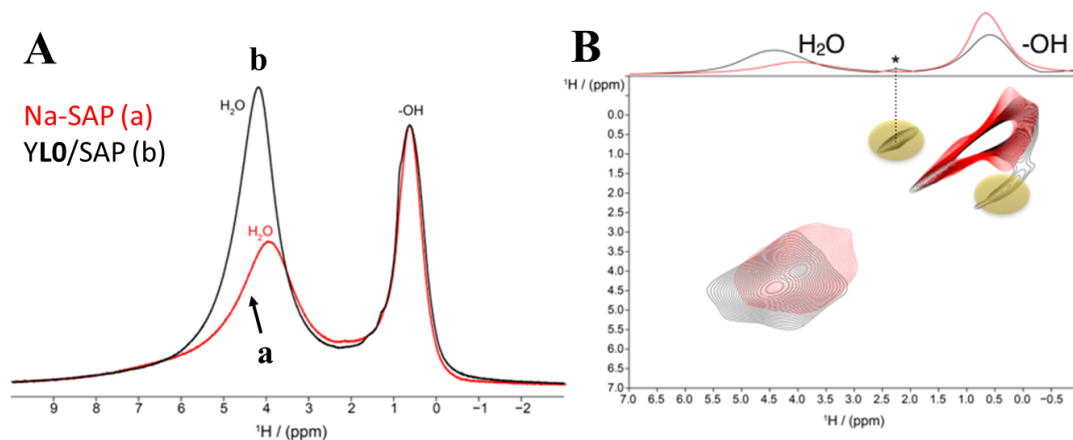 A
b
Na-SAP (a)
YL0/SAP (b)
H₂O
-OH
H₂O
a
9 8 7 6 5 4 3 2 1 0 −1 −2
¹H / (ppm)
B
H₂O
*
-OH
¹H / (ppm)
0.0
0.5
1.0
1.5
2.0
2.5
3.0
3.5
4.0
4.5
5.0
5.5
6.0
6.5
7.0
7.0 6.5 6.0 5.5 5.0 4.5 4.0 3.5 3.0 2.5 2.0 1.5 1.0 0.5 0.0 −0.5
¹H / (ppm)
¹H / (ppm)